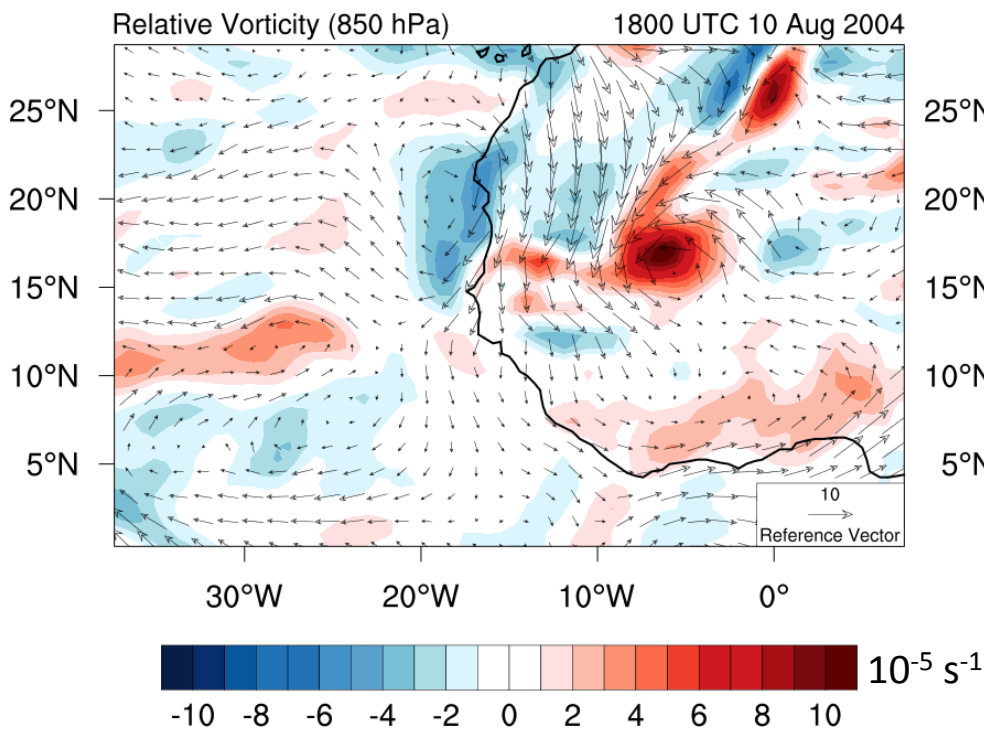 Relative Vorticity (850 hPa) 1800 UTC 10 Aug 2004
25°N 25°N
20°N 20°N
15°N 15°N
10°N 10°N
5°N 5°N
10
Reference Vector
30°W 20°W 10°W 0°
10⁻⁵ s⁻¹
-10 -8 -6 -4 -2 0 2 4 6 8 10